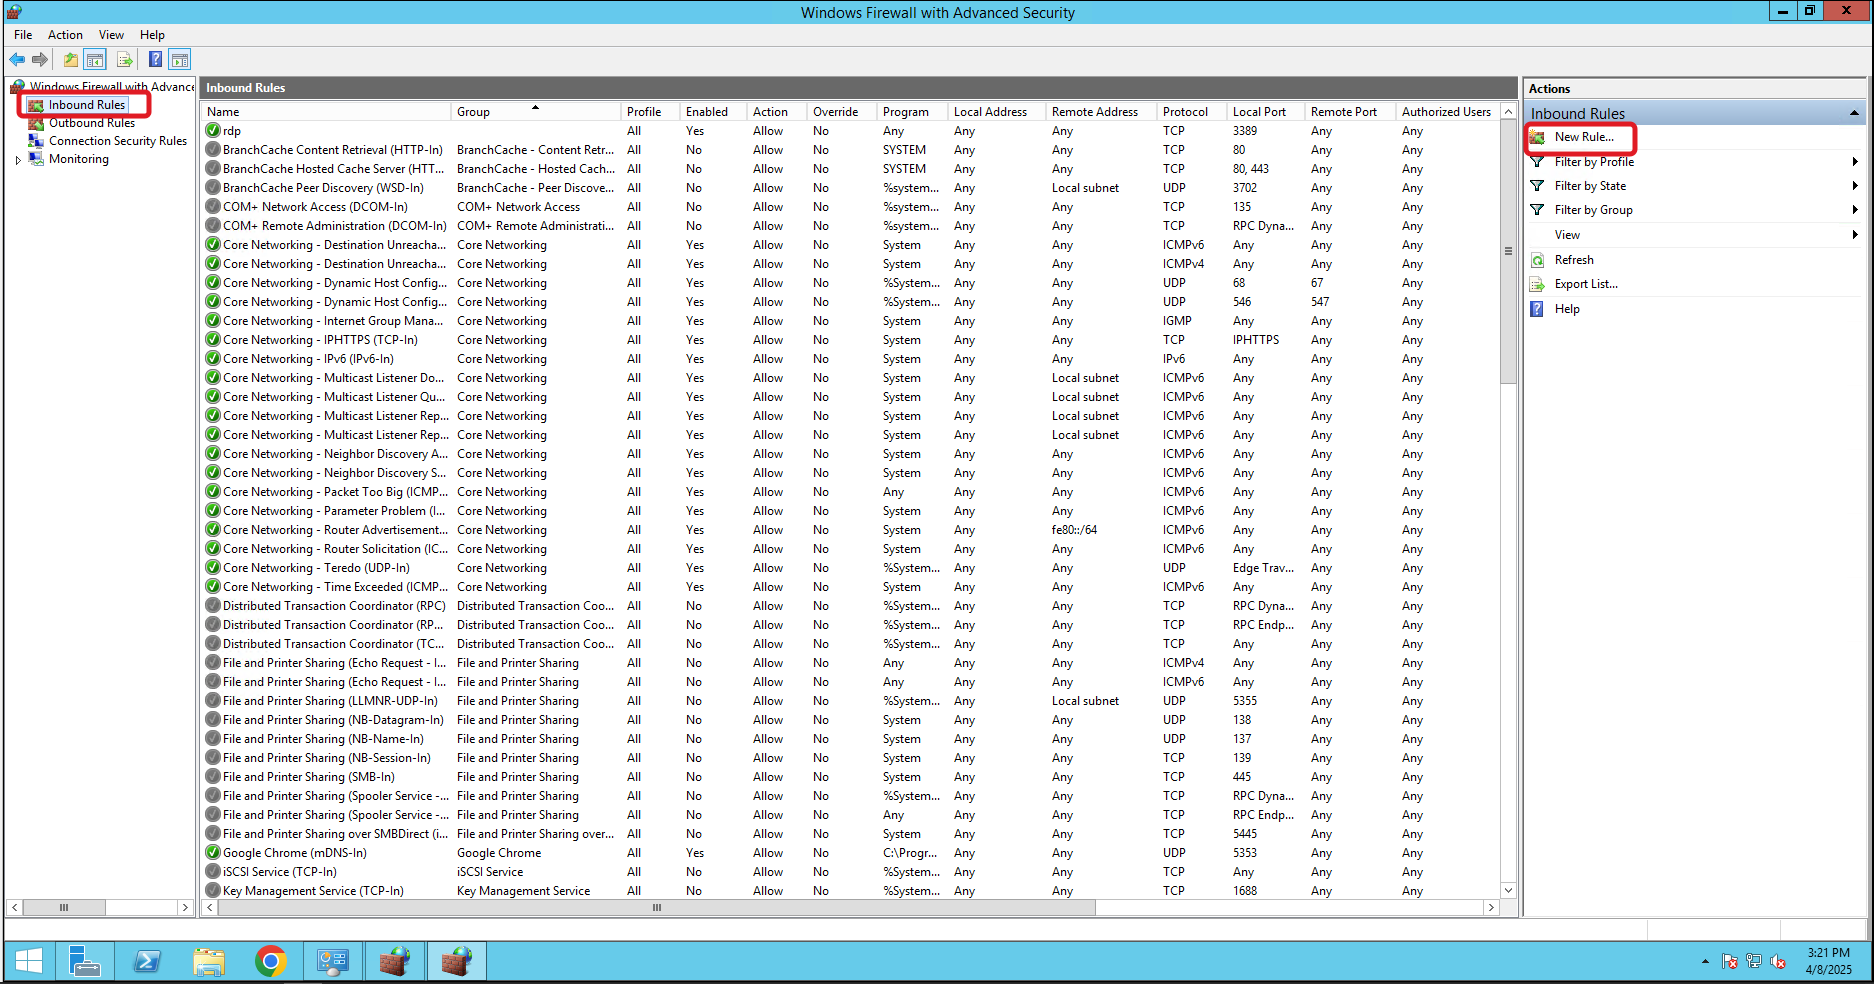 Windows Firewall with Advanced Security
File Action View Help
Windows Firewall with Advance
Inbound Rules
Outbound Rules
Connection Security Rules
Monitoring
Inbound Rules
Name Group Profile Enabled Action Override Program Local Address Remote Address Protocol Local Port Remote Port Authorized Users
rdp All Yes Allow No Any Any Any TCP 3389 Any Any
BranchCache Content Retrieval (HTTP-In) BranchCache - Content Retr... All No Allow No SYSTEM Any Any TCP 80 Any Any
BranchCache Hosted Cache Server (HTT... BranchCache - Hosted Cach... All No Allow No SYSTEM Any Any TCP 80, 443 Any Any
BranchCache Peer Discovery (WSD-In) BranchCache - Peer Discove... All No Allow No %system... Any Local subnet UDP 3702 Any Any
COM+ Network Access (DCOM-In) COM+ Network Access All No Allow No %system... Any Any TCP 135 Any Any
COM+ Remote Administration (DCOM-In) COM+ Remote Administrati... All No Allow No %system... Any Any TCP RPC Dyna... Any Any
Core Networking - Destination Unreacha... Core Networking All Yes Allow No System Any Any ICMPv6 Any Any Any
Core Networking - Destination Unreacha... Core Networking All Yes Allow No System Any Any ICMPv4 Any Any Any
Core Networking - Dynamic Host Config... Core Networking All Yes Allow No %System... Any Any UDP 68 67 Any
Core Networking - Dynamic Host Config... Core Networking All Yes Allow No %System... Any Any UDP 546 547 Any
Core Networking - Internet Group Mana... Core Networking All Yes Allow No System Any Any IGMP Any Any Any
Core Networking - IPHTTPS (TCP-In) Core Networking All Yes Allow No System Any Any TCP IPHTTPS Any Any
Core Networking - IPv6 (IPv6-In) Core Networking All Yes Allow No System Any Any IPv6 Any Any Any
Core Networking - Multicast Listener Do... Core Networking All Yes Allow No System Any Local subnet ICMPv6 Any Any Any
Core Networking - Multicast Listener Qu... Core Networking All Yes Allow No System Any Local subnet ICMPv6 Any Any Any
Core Networking - Multicast Listener Rep... Core Networking All Yes Allow No System Any Local subnet ICMPv6 Any Any Any
Core Networking - Multicast Listener Rep... Core Networking All Yes Allow No System Any Local subnet ICMPv6 Any Any Any
Core Networking - Neighbor Discovery A... Core Networking All Yes Allow No System Any Any ICMPv6 Any Any Any
Core Networking - Neighbor Discovery S... Core Networking All Yes Allow No System Any Any ICMPv6 Any Any Any
Core Networking - Packet Too Big (ICMP... Core Networking All Yes Allow No Any Any Any ICMPv6 Any Any Any
Core Networking - Parameter Problem (I... Core Networking All Yes Allow No System Any Any ICMPv6 Any Any Any
Core Networking - Router Advertisement... Core Networking All Yes Allow No System Any fe80::/64 ICMPv6 Any Any Any
Core Networking - Router Solicitation (IC... Core Networking All Yes Allow No System Any Any ICMPv6 Any Any Any
Core Networking - Teredo (UDP-In) Core Networking All Yes Allow No %System... Any Any UDP Edge Trav... Any Any
Core Networking - Time Exceeded (ICMP... Core Networking All Yes Allow No System Any Any ICMPv6 Any Any Any
Distributed Transaction Coordinator (RPC) Distributed Transaction Coo... All No Allow No %System... Any Any TCP RPC Dyna... Any Any
Distributed Transaction Coordinator (RP... Distributed Transaction Coo... All No Allow No %System... Any Any TCP RPC Endp... Any Any
Distributed Transaction Coordinator (TC... Distributed Transaction Coo... All No Allow No %System... Any Any TCP Any Any Any
File and Printer Sharing (Echo Request - I... File and Printer Sharing All No Allow No Any Any Any ICMPv4 Any Any Any
File and Printer Sharing (Echo Request - I... File and Printer Sharing All No Allow No Any Any Any ICMPv6 Any Any Any
File and Printer Sharing (LLMNR-UDP-In) File and Printer Sharing All No Allow No %System... Any Local subnet UDP 5355 Any Any
File and Printer Sharing (NB-Datagram-In) File and Printer Sharing All No Allow No System Any Any UDP 138 Any Any
File and Printer Sharing (NB-Name-In) File and Printer Sharing All No Allow No System Any Any UDP 137 Any Any
File and Printer Sharing (NB-Session-In) File and Printer Sharing All No Allow No System Any Any TCP 139 Any Any
File and Printer Sharing (SMB-In) File and Printer Sharing All No Allow No System Any Any TCP 445 Any Any
File and Printer Sharing (Spooler Service -... File and Printer Sharing All No Allow No %System... Any Any TCP RPC Dyna... Any Any
File and Printer Sharing (Spooler Service -... File and Printer Sharing All No Allow No Any Any Any TCP RPC Endp... Any Any
File and Printer Sharing over SMBDirect (i... File and Printer Sharing over... All No Allow No System Any Any TCP 5445 Any Any
Google Chrome (mDNS-In) Google Chrome All Yes Allow No C:\Progr... Any Any UDP 5353 Any Any
iSCSI Service (TCP-In) iSCSI Service All No Allow No %System... Any Any TCP Any Any Any
Key Management Service (TCP-In) Key Management Service All No Allow No %System... Any Any TCP 1688 Any Any
Actions
Inbound Rules
New Rule...
Filter by Profile
Filter by State
Filter by Group
View
Refresh
Export List...
Help
3:21 PM
4/8/2025